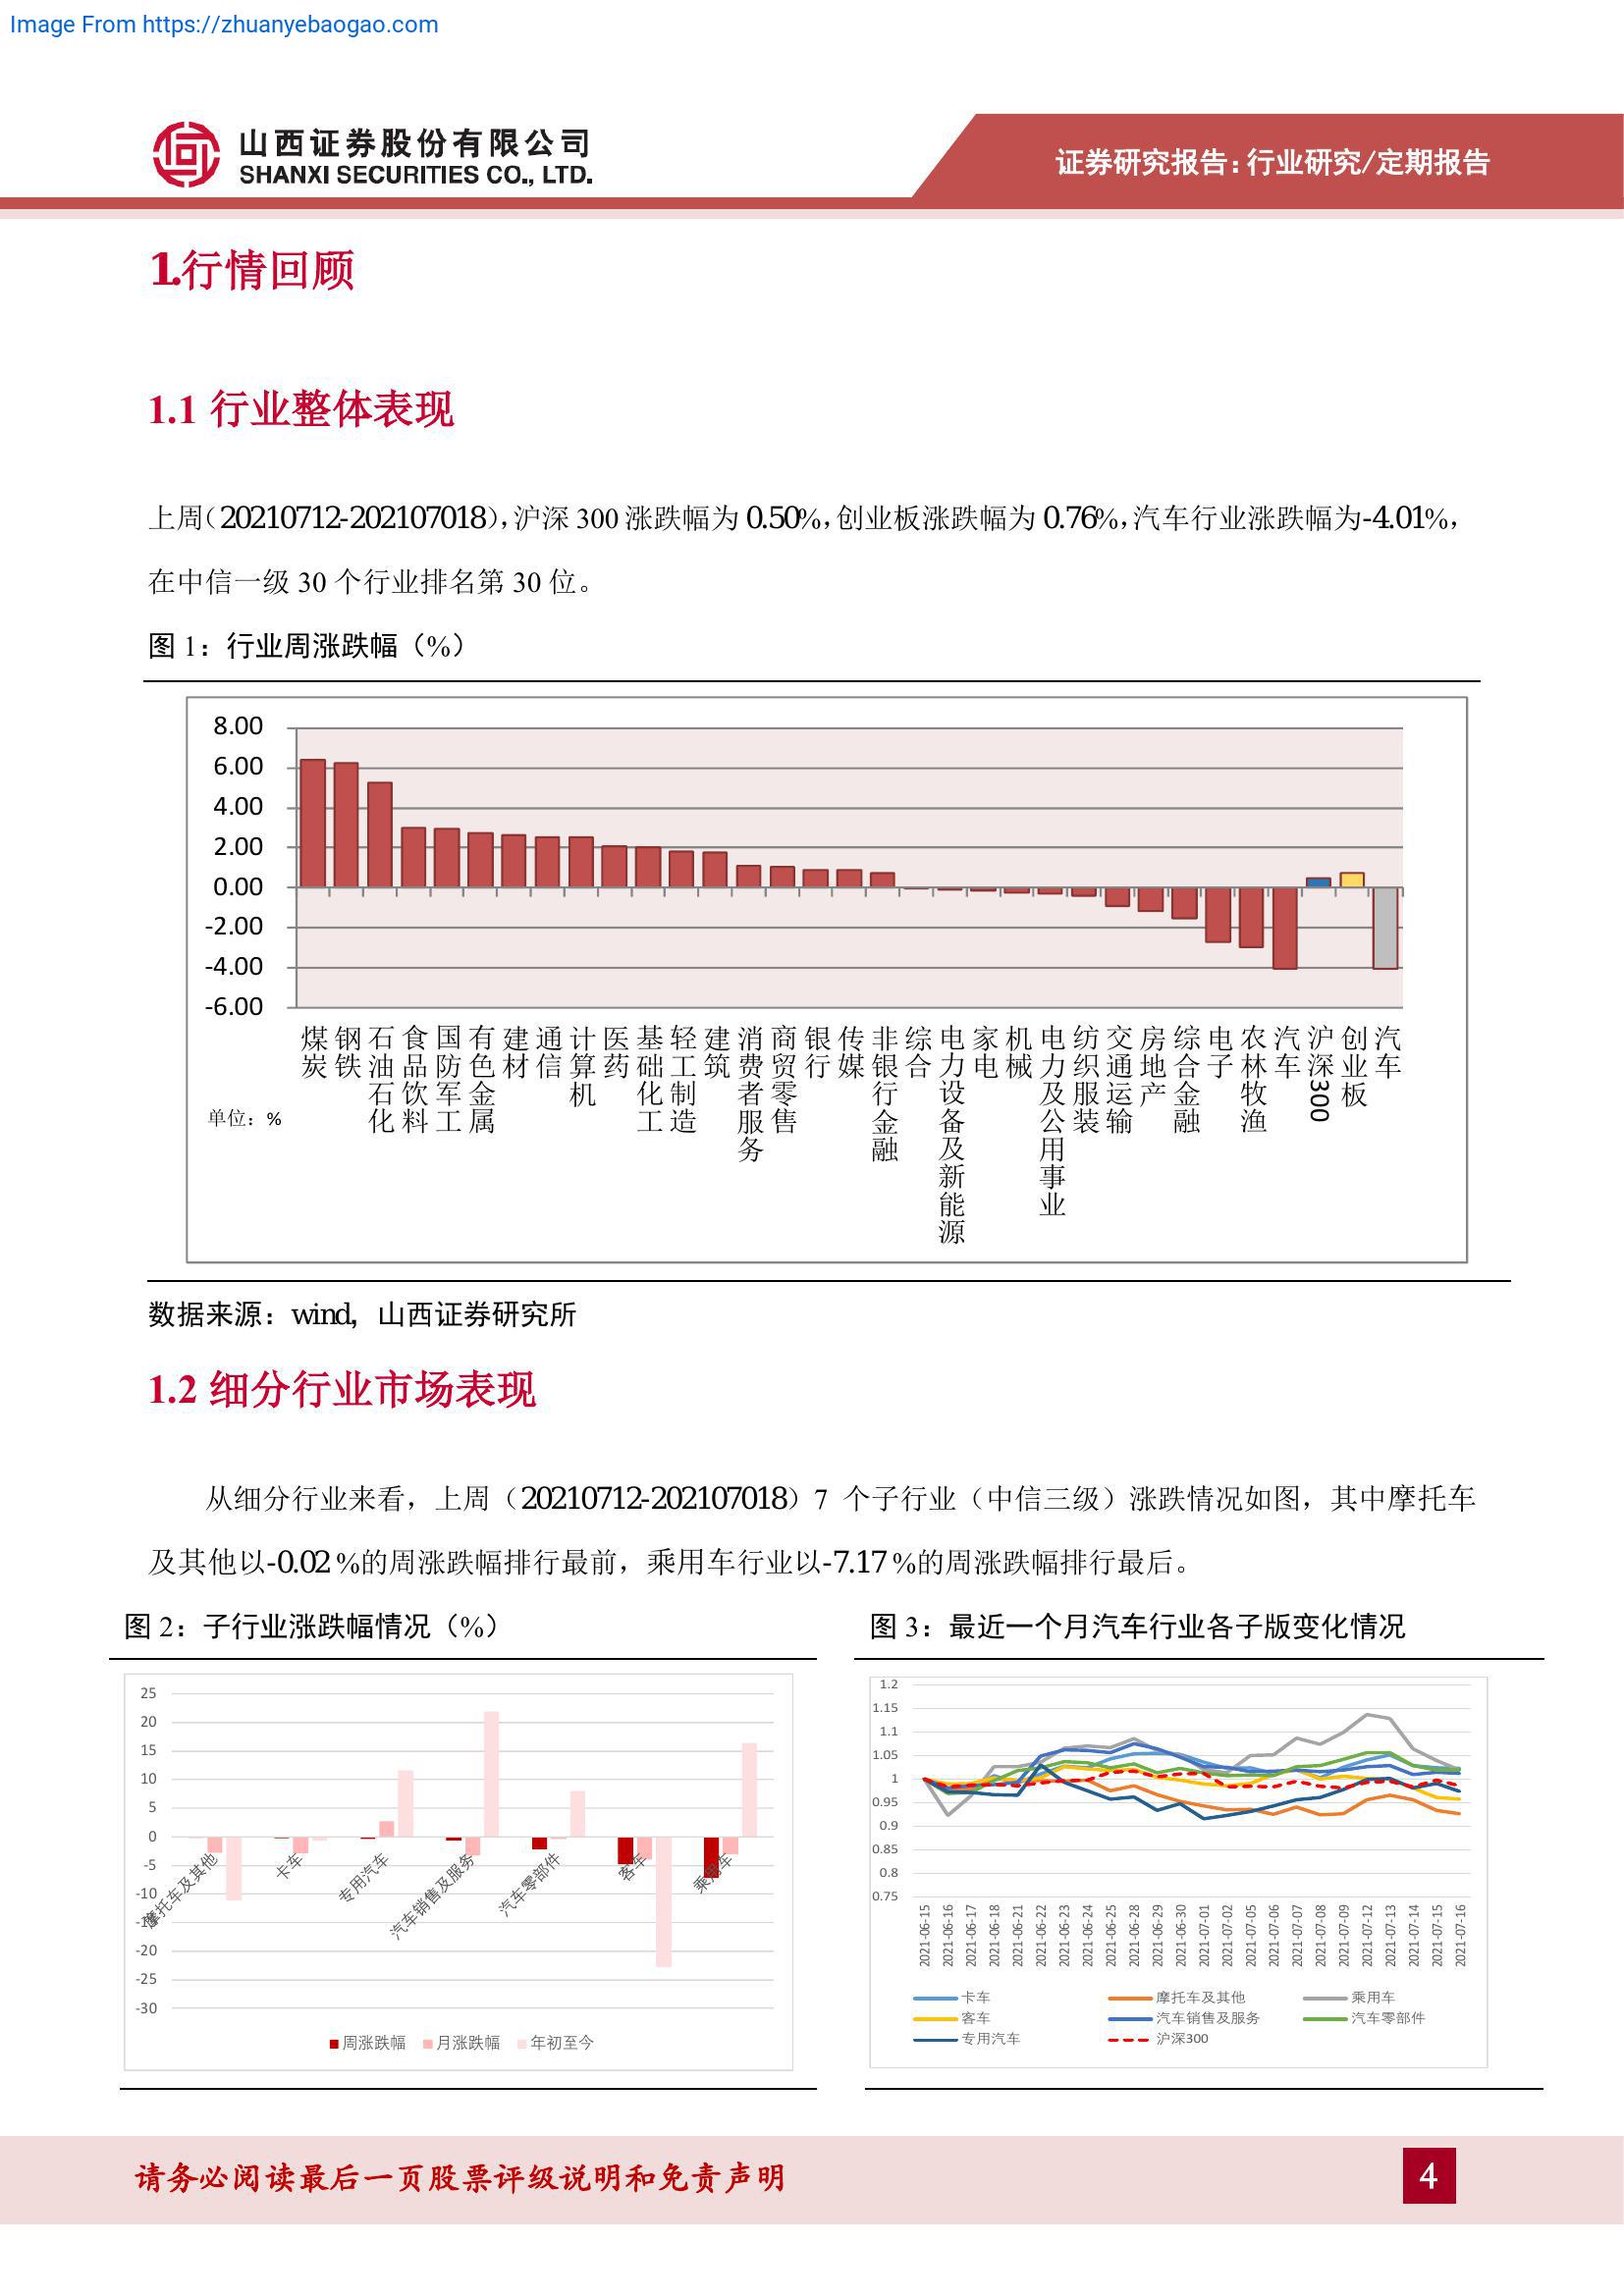 Image From https://zhuanyebaogao.com
山西证券股份有限公司
SHANXI SECURITIES CO., LTD.
证券研究报告:行业研究/定期报告
1.行情回顾
1.1 行业整体表现
上周（20210712-202107018），沪深 300 涨跌幅为 0.50%，创业板涨跌幅为 0.76%，汽车行业涨跌幅为-4.01%，
在中信一级 30 个行业排名第 30 位。
图 1：行业周涨跌幅（%）
8.00
6.00
4.00
2.00
0.00
-2.00
-4.00
-6.00
煤炭
钢铁
石油石化
食品饮料
国防军工
有色金属
建材
通信
计算机
医药
基础化工
轻工制造
建筑
消费者服务
商贸零售
银行
传媒
非银行金融
综合
电力设备及新能源
家电
机械
电力及公用事业
纺织服装
交通运输
房地产
综合金融
电子
农林牧渔
汽车
沪深300
创业板
汽车
单位：%
数据来源：wind，山西证券研究所
1.2 细分行业市场表现
从细分行业来看，上周（20210712-202107018）7 个子行业（中信三级）涨跌情况如图，其中摩托车
及其他以-0.02 %的周涨跌幅排行最前，乘用车行业以-7.17 %的周涨跌幅排行最后。
图 2：子行业涨跌幅情况（%）
25
20
15
10
5
0
-5
-10
-15
-20
-25
-30
摩托车及其他
卡车
专用汽车
汽车销售及服务
汽车零部件
客车
乘用车
周涨跌幅 月涨跌幅 年初至今
图 3：最近一个月汽车行业各子版变化情况
1.2
1.15
1.1
1.05
1
0.95
0.9
0.85
0.8
0.75
2021-06-15
2021-06-16
2021-06-17
2021-06-18
2021-06-21
2021-06-22
2021-06-23
2021-06-24
2021-06-25
2021-06-28
2021-06-29
2021-06-30
2021-07-01
2021-07-02
2021-07-05
2021-07-06
2021-07-07
2021-07-08
2021-07-09
2021-07-12
2021-07-13
2021-07-14
2021-07-15
2021-07-16
卡车 摩托车及其他 乘用车
客车 汽车销售及服务 汽车零部件
专用汽车 沪深300
请务必阅读最后一页股票评级说明和免责声明
4